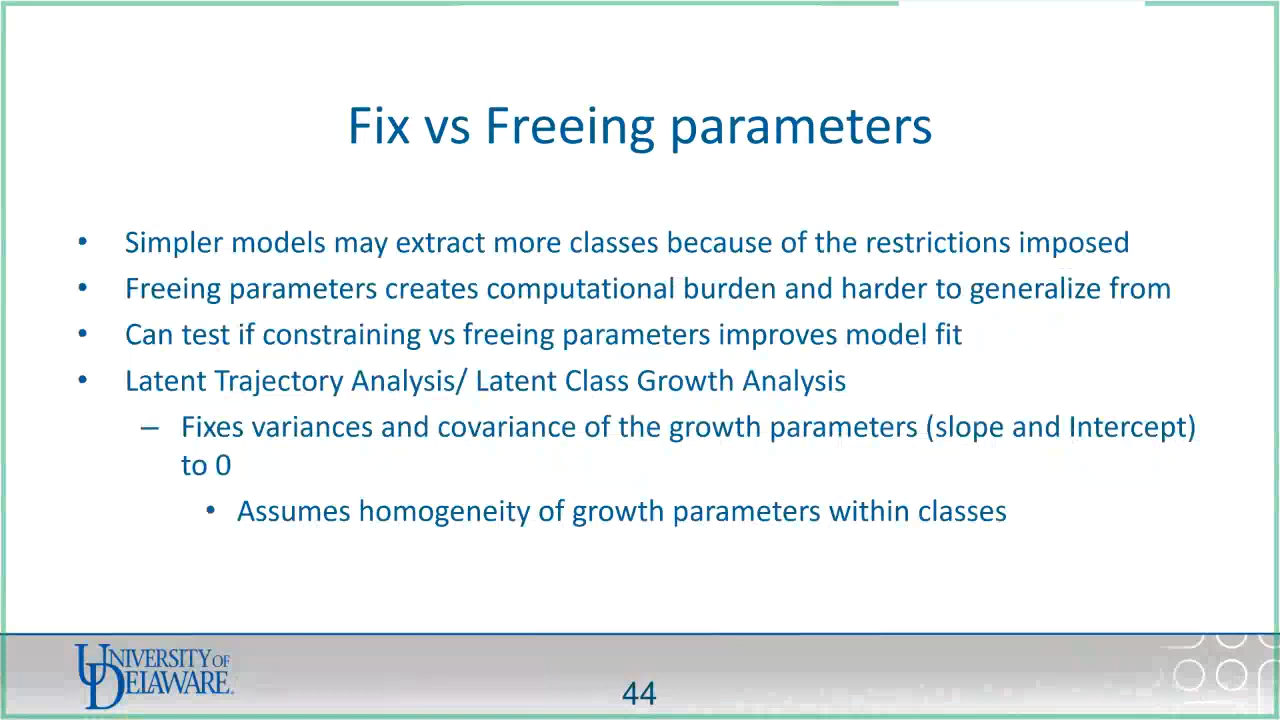 Fix vs Freeing parameters
• Simpler models may extract more classes because of the restrictions imposed
• Freeing parameters creates computational burden and harder to generalize from
• Can test if constraining vs freeing parameters improves model fit
• Latent Trajectory Analysis/ Latent Class Growth Analysis
– Fixes variances and covariance of the growth parameters (slope and Intercept)
to 0
• Assumes homogeneity of growth parameters within classes
UNIVERSITY OF
DELAWARE.
44